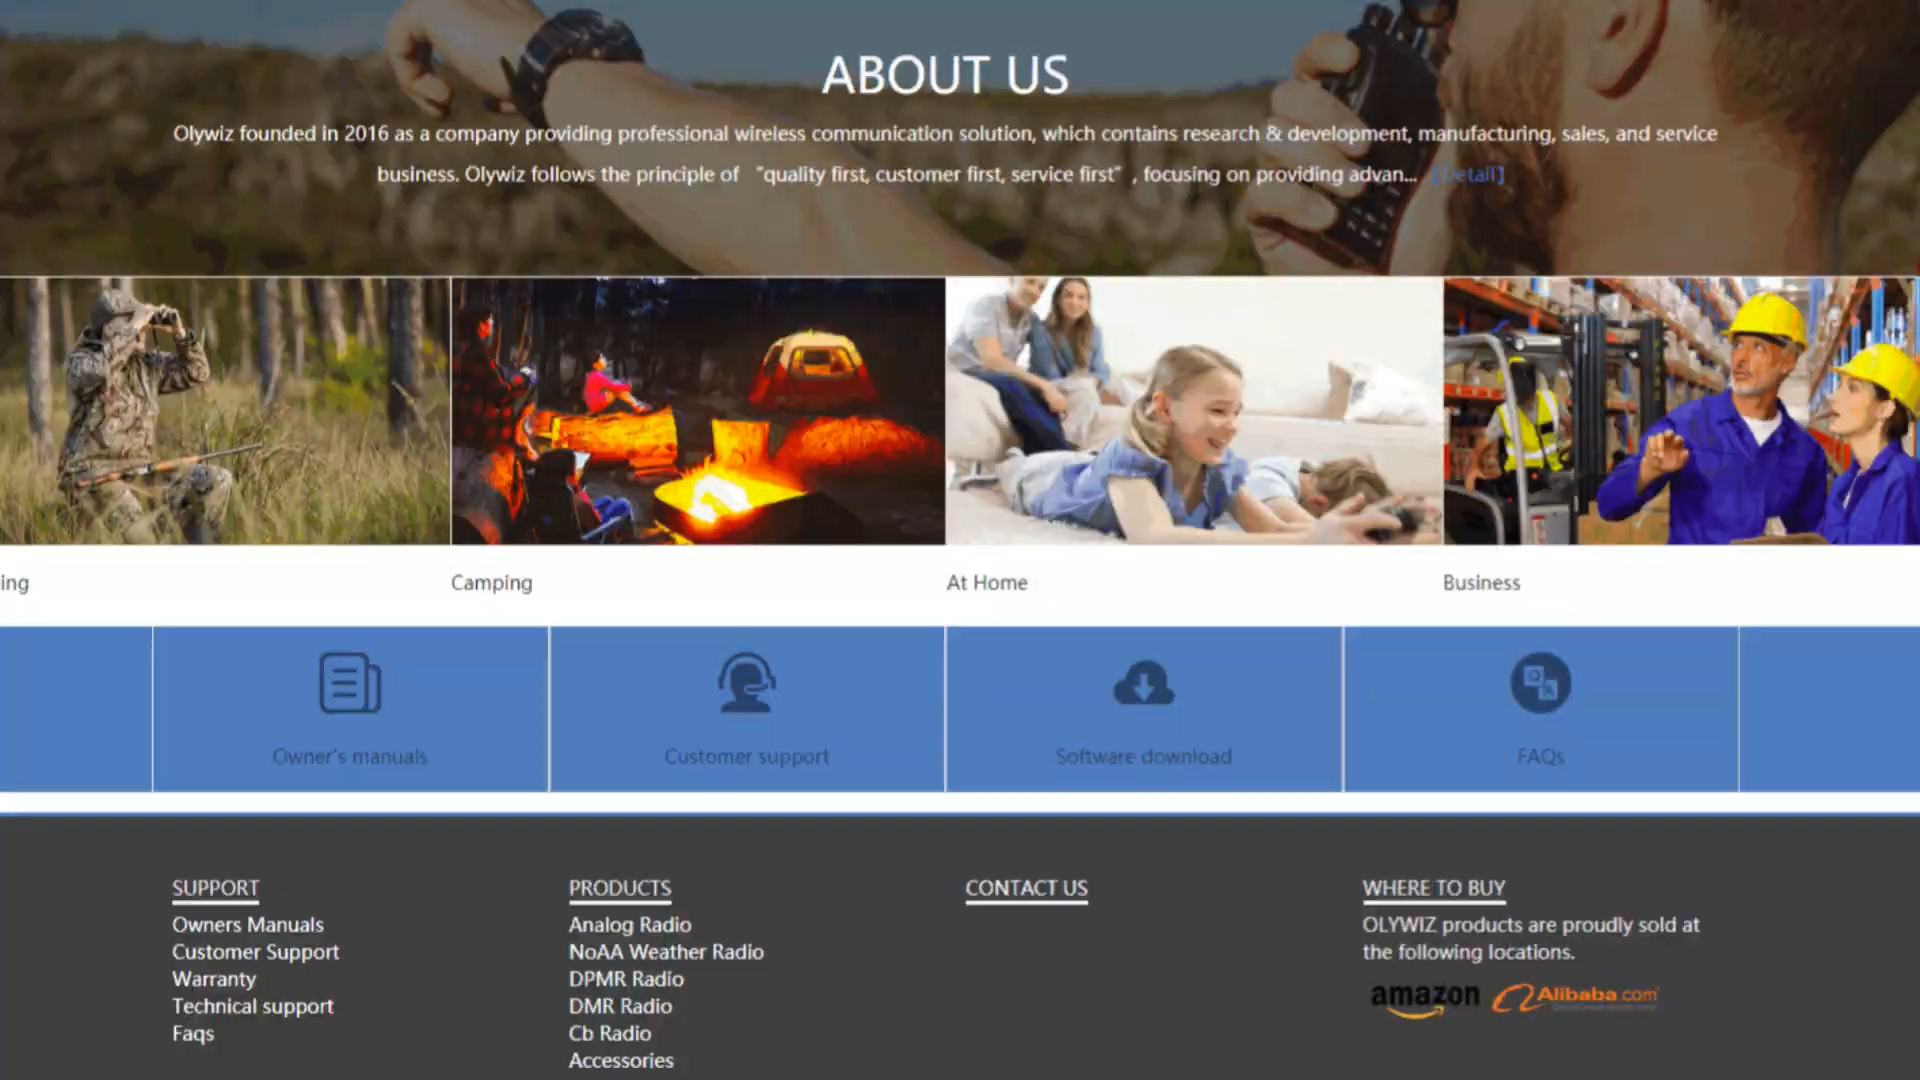 ABOUT US
Olywiz founded in 2016 as a company providing professional wireless communication solution, which contains research & development, manufacturing, sales, and service
business. Olywiz follows the principle of “quality first, customer first, service first” , focusing on providing advan... [Detail]
ing
Camping
At Home
Business
Owner's manuals
Customer support
Software download
FAQs
SUPPORT
Owners Manuals
Customer Support
Warranty
Technical support
Faqs
PRODUCTS
Analog Radio
NoAA Weather Radio
DPMR Radio
DMR Radio
Cb Radio
Accessories
CONTACT US
WHERE TO BUY
OLYWIZ products are proudly sold at
the following locations.
amazon
Alibaba.com